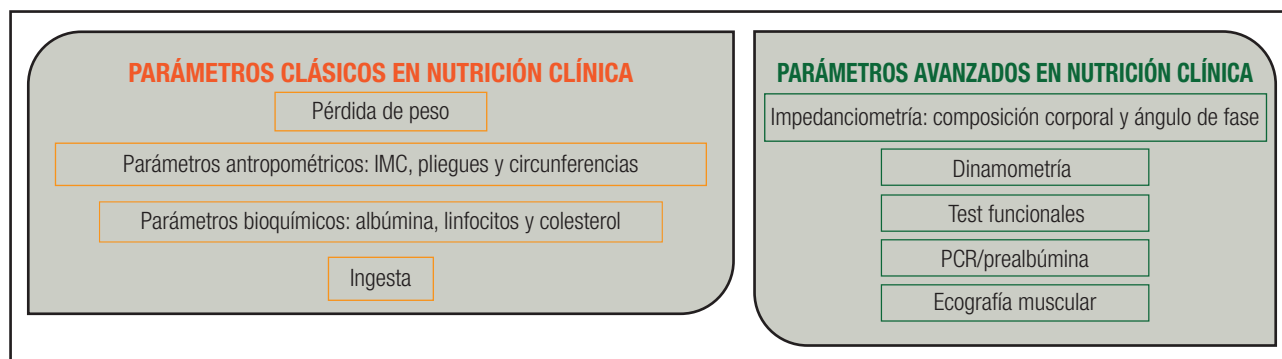 PARÁMETROS CLÁSICOS EN NUTRICIÓN CLÍNICA
Pérdida de peso
Parámetros antropométricos: IMC, pliegues y circunferencias
Parámetros bioquímicos: albúmina, linfocitos y colesterol
Ingesta
PARÁMETROS AVANZADOS EN NUTRICIÓN CLÍNICA
Impedanciometría: composición corporal y ángulo de fase
Dinamometría
Test funcionales
PCR/prealbúmina
Ecografía muscular